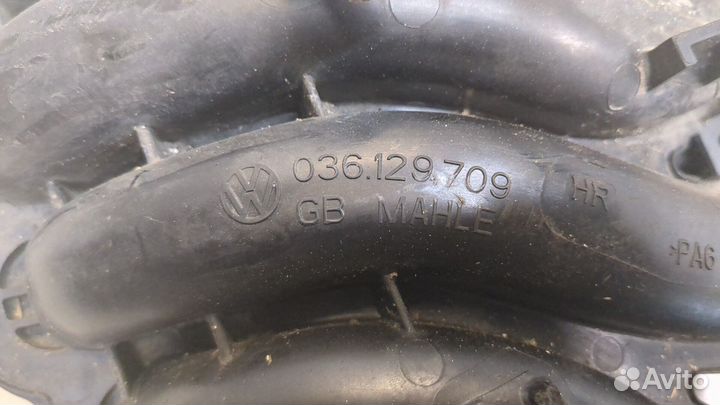 036.129.709
GB MAHLE
HR
>PA6
Avito